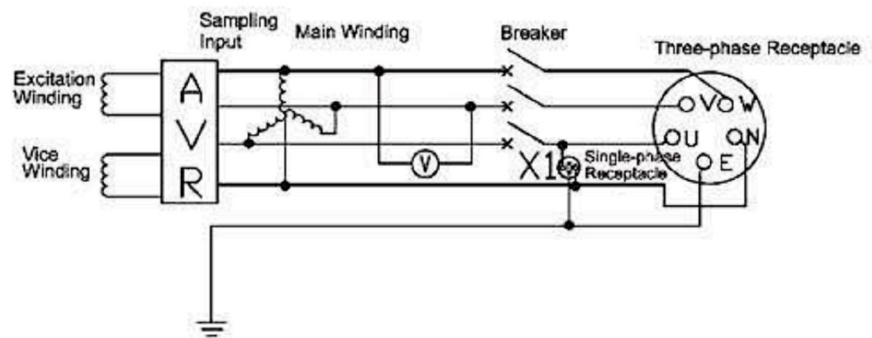 Sampling
Input
Main Winding
Breaker
Three-phase Receptacle
Excitation
Winding
A
V
R
V W
U N
E
V
X1
Single-phase
Receptacle
Vice
Winding